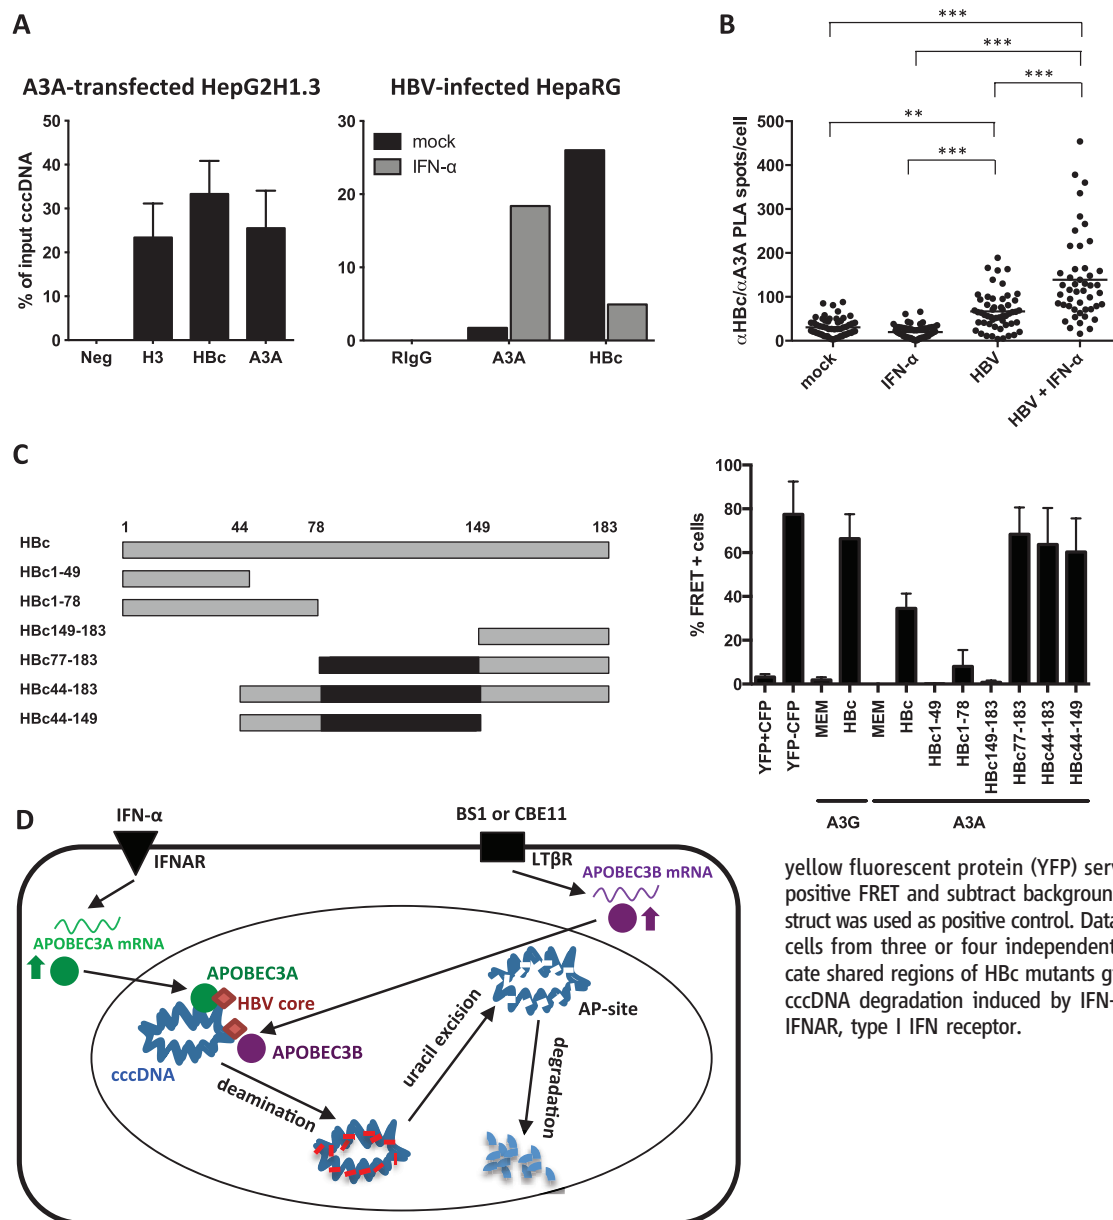 A
A3A-transfected HepG2H1.3
% of input cccDNA
50
40
30
20
10
0
Neg H3 HBc A3A
HBV-infected HepaRG
30
20
10
0
mock
IFN-α
RIgG A3A HBc
B
***
***
***
**
***
αHBc/αA3A PLA spots/cell
500
400
300
200
100
0
mock
IFN-α
HBV
HBV + IFN-α
C
1 44 78 149 183
HBc
HBc1-49
HBc1-78
HBc149-183
HBc77-183
HBc44-183
HBc44-149
% FRET + cells
100
80
60
40
20
0
YFP+CFP
YFP-CFP
MEM
HBc
MEM
HBc
HBc1-49
HBc1-78
HBc149-183
HBc77-183
HBc44-183
HBc44-149
A3G A3A
D
IFN-α
IFNAR
BS1 or CBE11
LTβR
APOBEC3B mRNA
APOBEC3A mRNA
APOBEC3A
HBV core
APOBEC3B
cccDNA
deamination
uracil excision
AP-site
degradation
yellow fluorescent protein (YFP) ser
positive FRET and subtract background
struct was used as positive control. Data
cells from three or four independent
cate shared regions of HBc mutants g
cccDNA degradation induced by IFN-
IFNAR, type I IFN receptor.